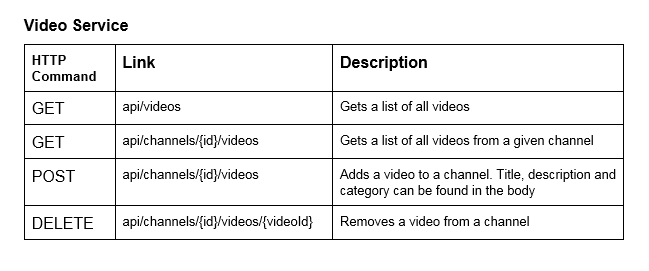 Video Service
HTTP
Command
Link
Description
GET
api/videos
Gets a list of all videos
GET
api/channels/{id}/videos
Gets a list of all videos from a given channel
POST
api/channels/{id}/videos
Adds a video to a channel. Title, description and
category can be found in the body
DELETE
api/channels/{id}/videos/{videoId}
Removes a video from a channel